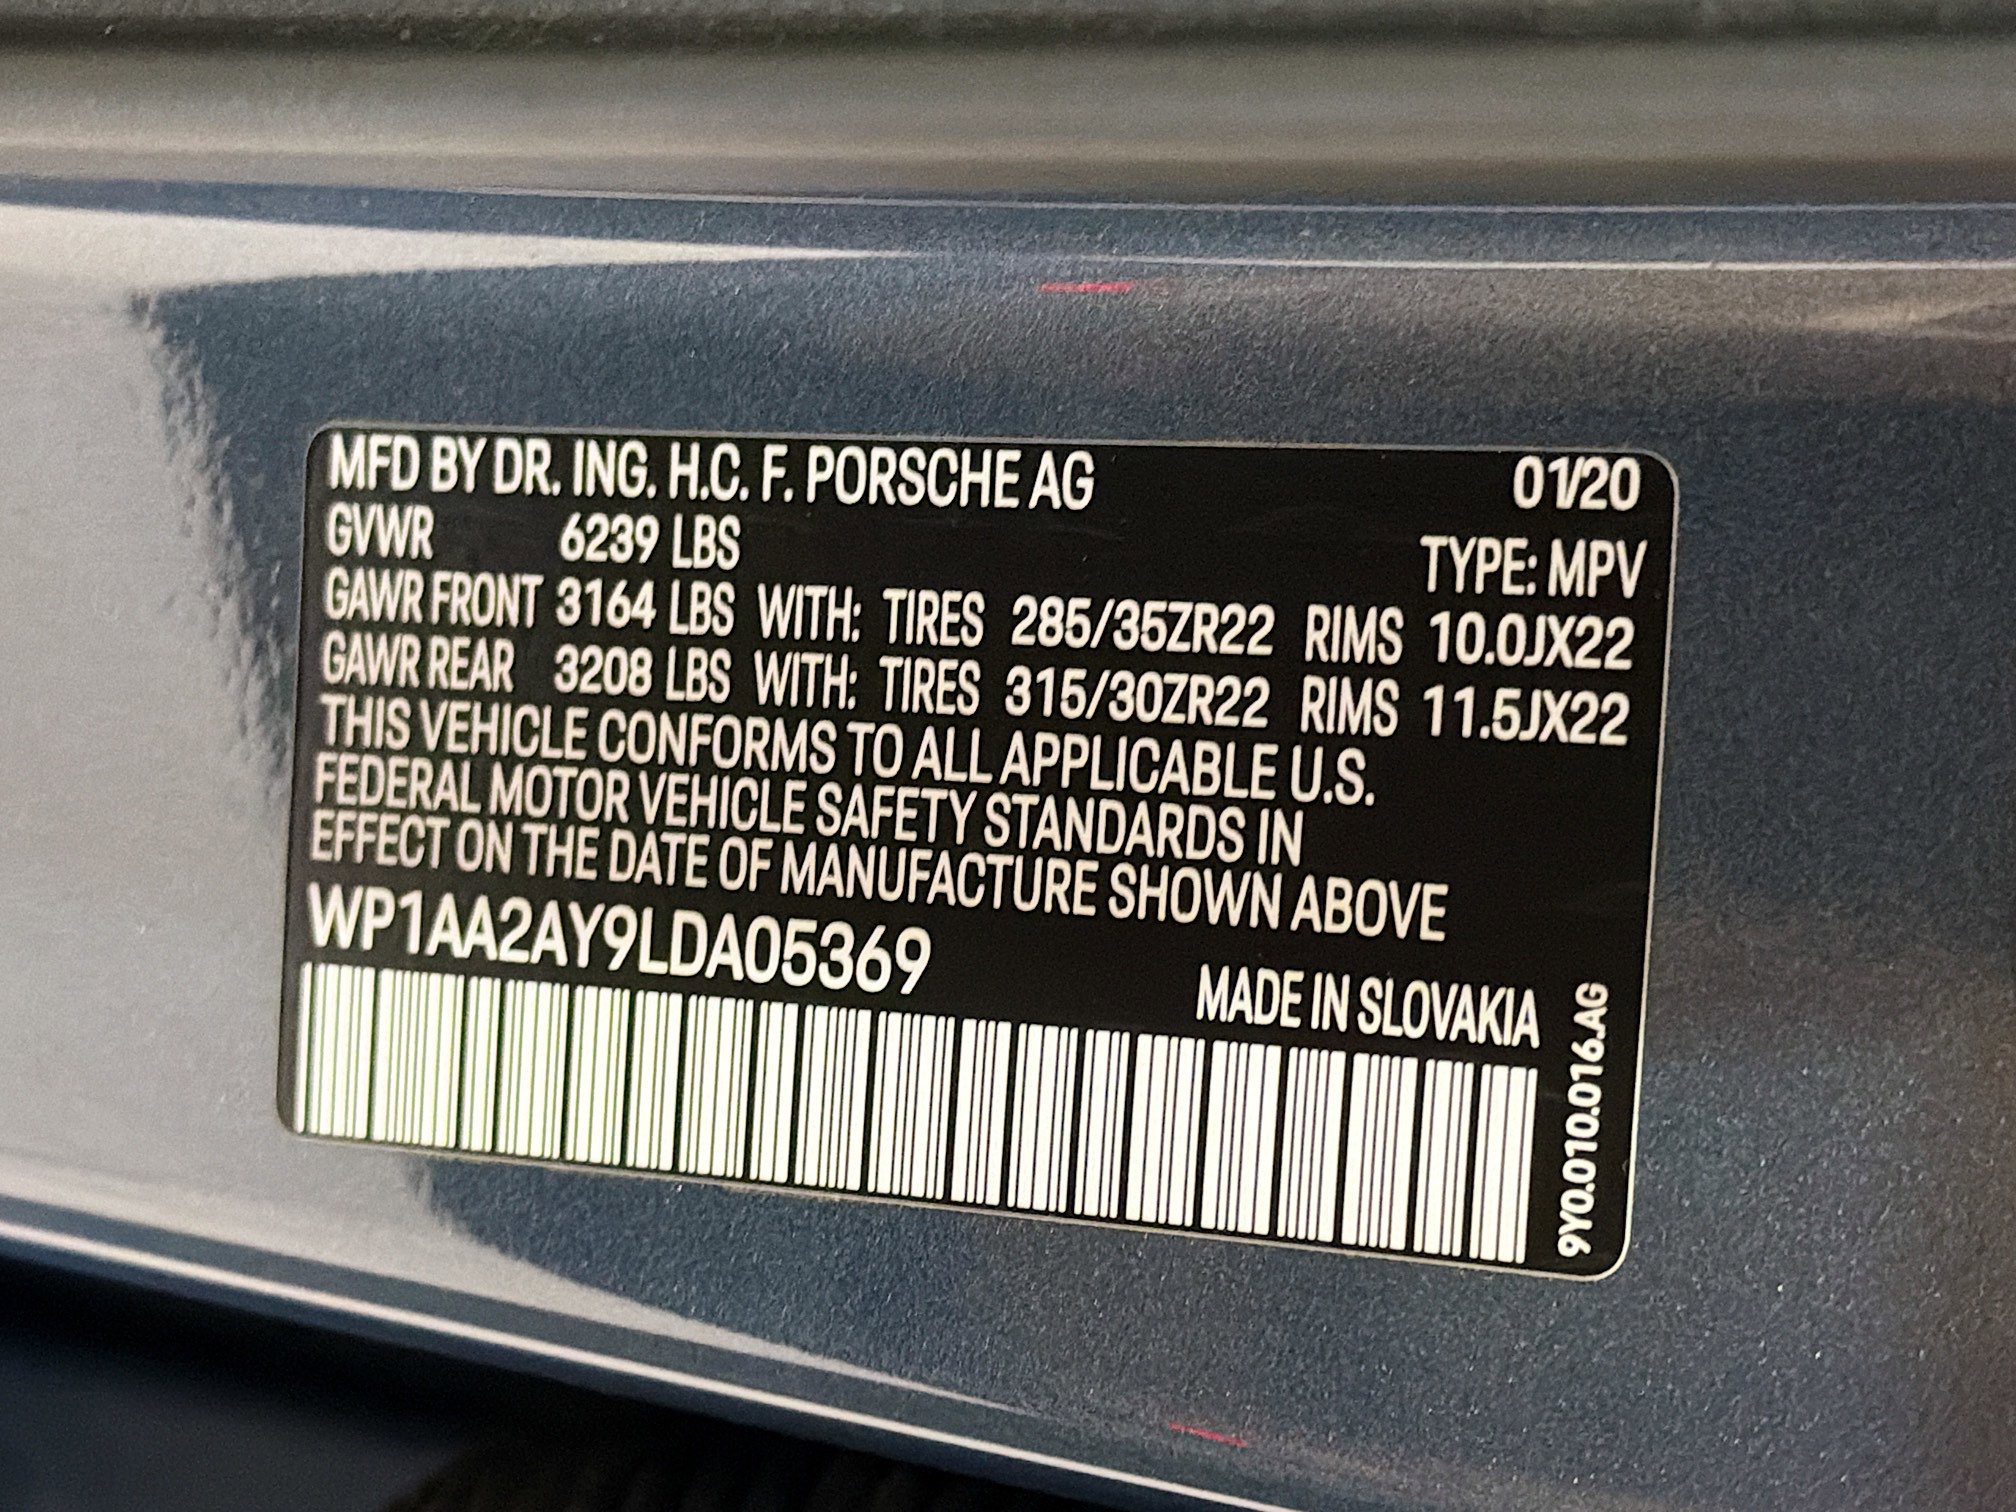 MFD BY DR. ING. H.C. F. PORSCHE AG 01/20
GVWR 6239 LBS TYPE: MPV
GAWR FRONT 3164 LBS WITH: TIRES 285/35ZR22 RIMS 10.0JX22
GAWR REAR 3208 LBS WITH: TIRES 315/30ZR22 RIMS 11.5JX22
THIS VEHICLE CONFORMS TO ALL APPLICABLE U.S.
FEDERAL MOTOR VEHICLE SAFETY STANDARDS IN
EFFECT ON THE DATE OF MANUFACTURE SHOWN ABOVE
WP1AA2AY9LDA05369
MADE IN SLOVAKIA
9Y0.010.016.AG